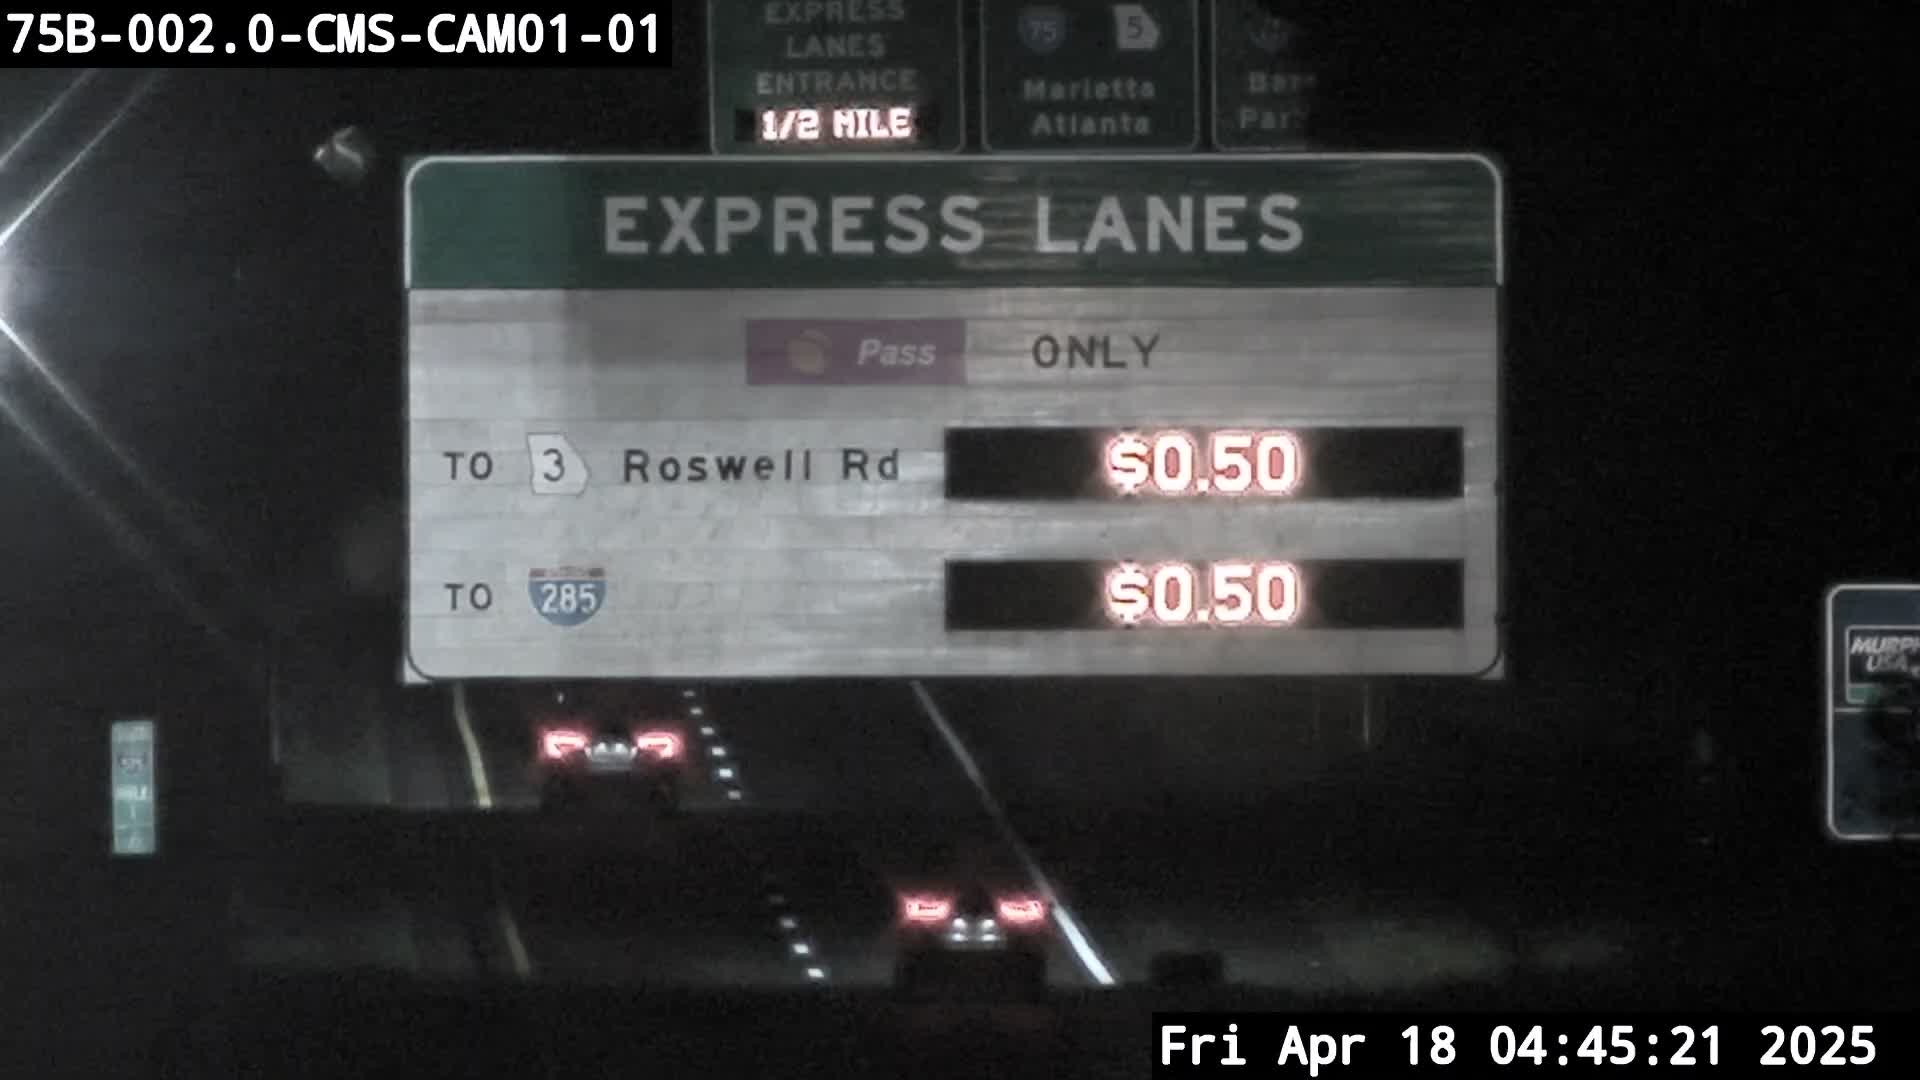 75B-002.0-CMS-CAM01-01
EXPRESS
LANES
ENTRANCE
1/2 MILE
75 5
Marietta
Atlanta
EXPRESS LANES
Pass ONLY
TO 3 Roswell Rd $0.50
TO 285 $0.50
USA
Fri Apr 18 04:45:21 2025